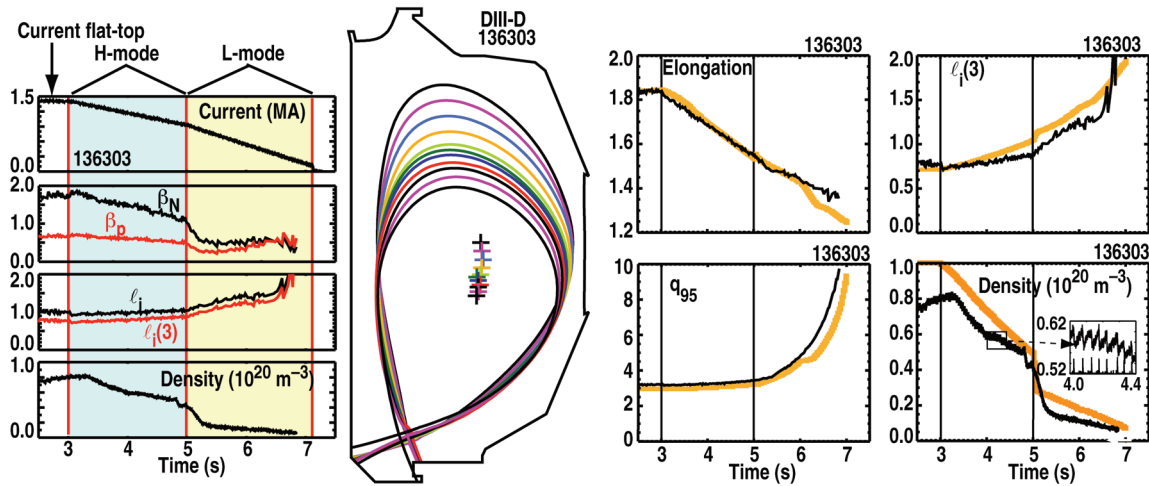 Current flat-top
H-mode
L-mode
1.5
Current (MA)
0.0
136303
2.0
β_N
1.0
β_p
0.0
2.0
1.0
ℓ_i
ℓ_i(3)
0.0
1.0
Density (10^20 m^-3)
0.0
3 4 5 6 7
Time (s)
DIII-D
136303
136303
Elongation
2.0
1.8
1.6
1.4
1.2
136303
ℓ_i(3)
2.0
1.5
1.0
0.5
0.0
136303
q_95
10
8
6
4
2
0
3 4 5 6 7
Time (s)
136303
Density (10^20 m^-3)
1.0
0.8
0.6
0.4
0.2
0.0
0.62
0.52
4.0 4.4
3 4 5 6 7
Time (s)